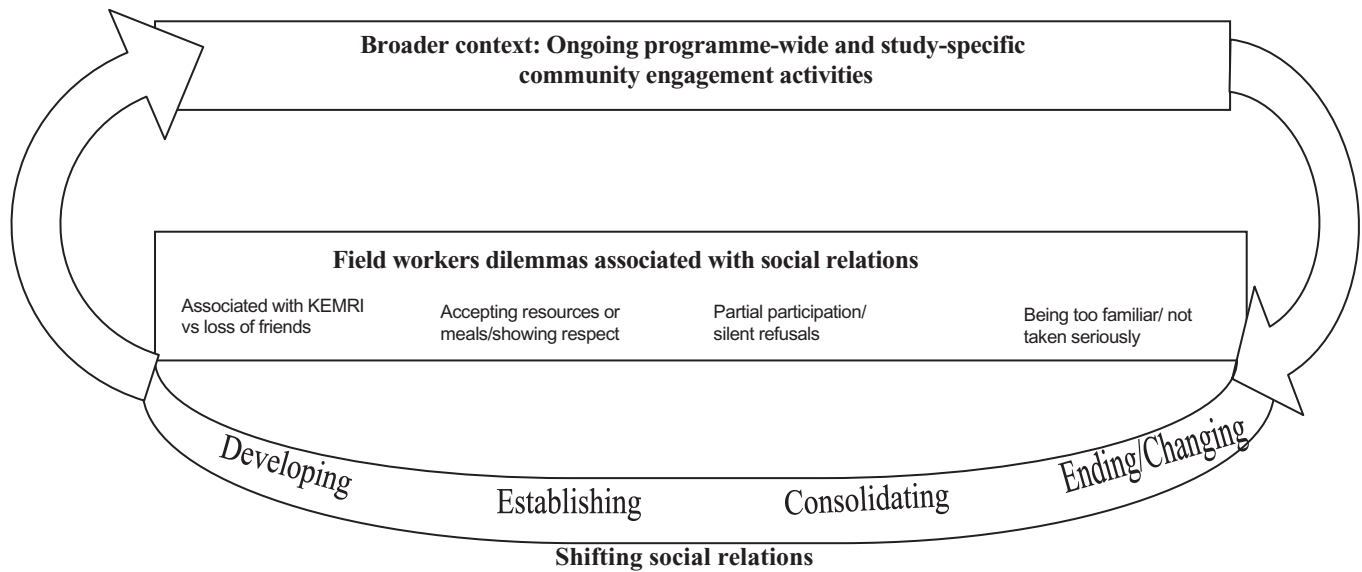 Broader context: Ongoing programme-wide and study-specific
community engagement activities
Field workers dilemmas associated with social relations
Associated with KEMRI
vs loss of friends
Accepting resources or
meals/showing respect
Partial participation/
silent refusals
Being too familiar/ not
taken seriously
Developing
Establishing
Consolidating
Ending/Changing
Shifting social relations